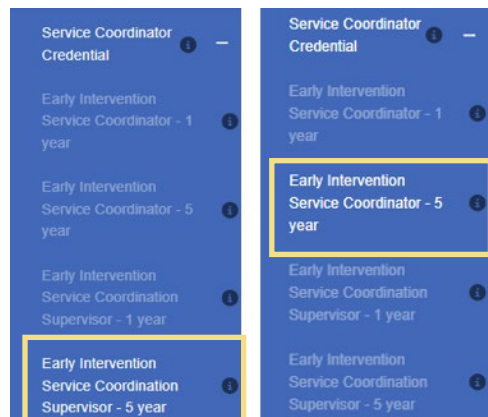 Service Coordinator
Credential
Early Intervention
Service Coordinator - 1
year
Early Intervention
Service Coordinator - 5
year
Early Intervention
Service Coordination
Supervisor - 1 year
Early Intervention
Service Coordination
Supervisor - 5 year
Service Coordinator
Credential
Early Intervention
Service Coordinator - 1
year
Early Intervention
Service Coordinator - 5
year
Early Intervention
Service Coordination
Supervisor - 1 year
Early Intervention
Service Coordination
Supervisor - 5 year